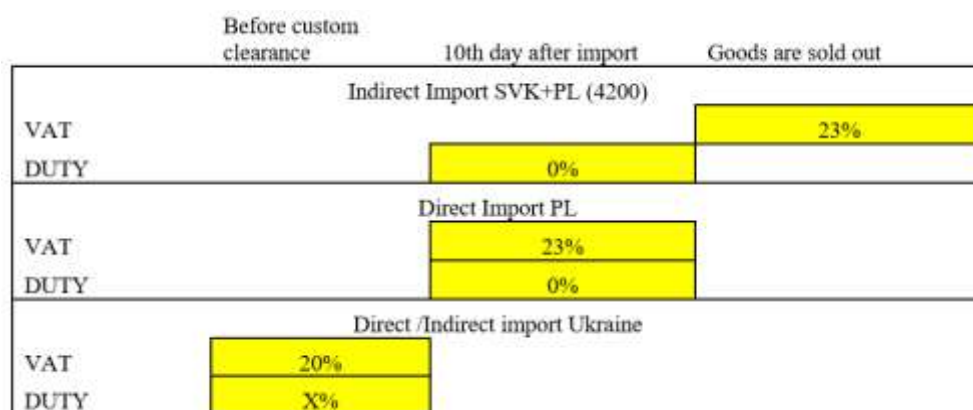 Before custom
clearance 10th day after import Goods are sold out
Indirect Import SVK+PL (4200)
VAT 23%
DUTY 0%
Direct Import PL
VAT 23%
DUTY 0%
Direct /Indirect import Ukraine
VAT 20%
DUTY X%